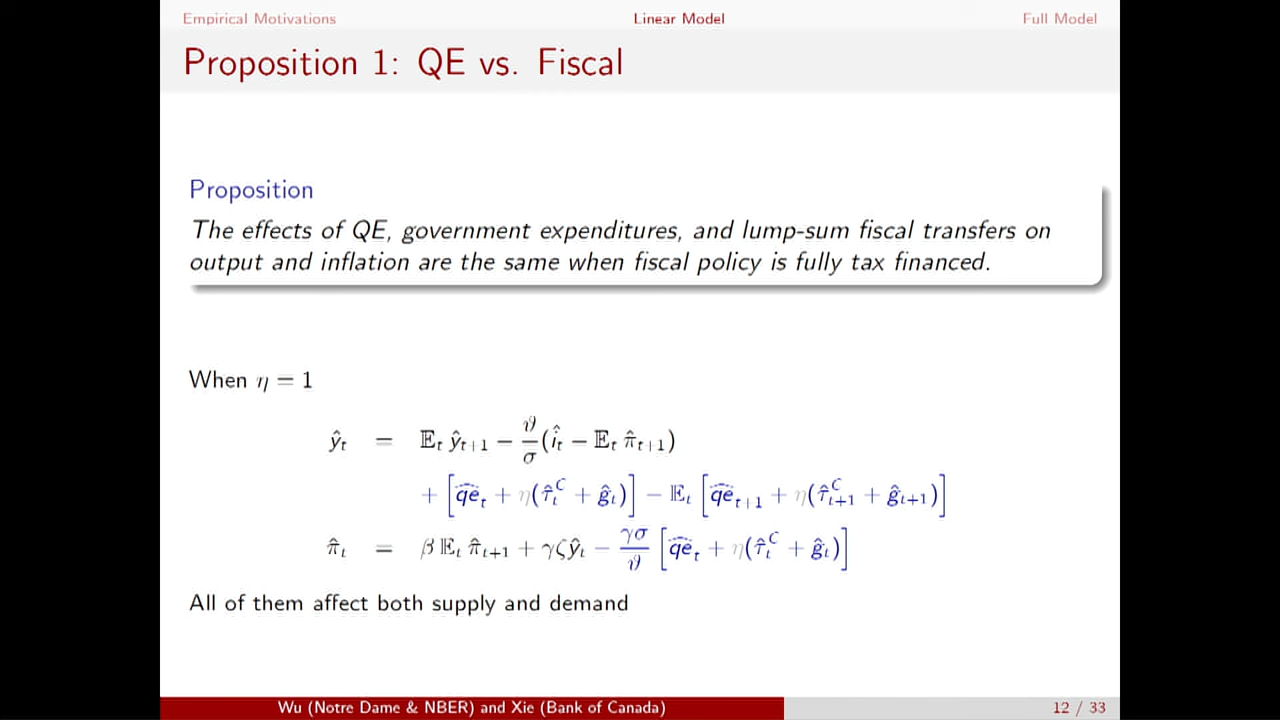 Empirical Motivations Linear Model Full Model
Proposition 1: QE vs. Fiscal
Proposition
The effects of QE, government expenditures, and lump-sum fiscal transfers on
output and inflation are the same when fiscal policy is fully tax financed.
When η = 1
ŷ_t = 𝔼_t ŷ_{t+1} − ϑ/σ (î_t − 𝔼_t π̂_{t+1})
+ [q̂e_t + η(τ̂_t^C + ĝ_t)] − 𝔼_t [q̂e_{t+1} + η(τ̂_{t+1}^C + ĝ_{t+1})]
π̂_t = β 𝔼_t π̂_{t+1} + γζŷ_t − γσ/ϑ [q̂e_t + η(τ̂_t^C + ĝ_t)]
All of them affect both supply and demand
Wu (Notre Dame & NBER) and Xie (Bank of Canada) 12 / 33